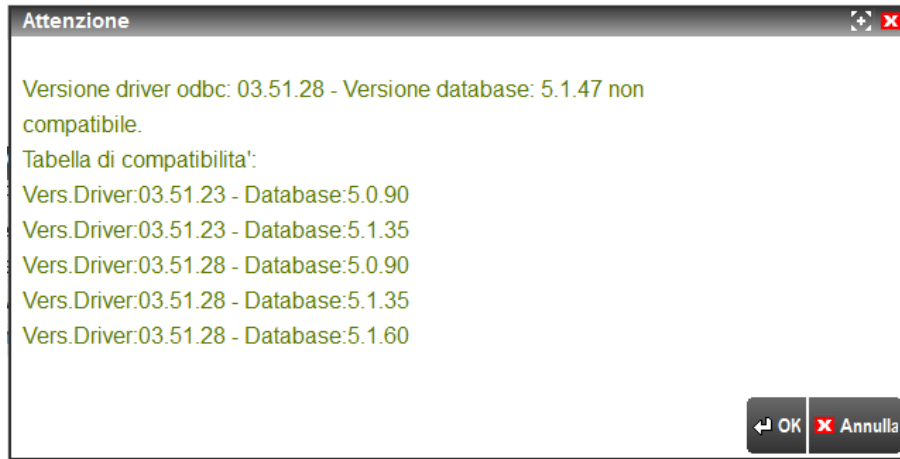 Attenzione
Versione driver odbc: 03.51.28 - Versione database: 5.1.47 non
compatibile.
Tabella di compatibilita':
Vers.Driver:03.51.23 - Database:5.0.90
Vers.Driver:03.51.23 - Database:5.1.35
Vers.Driver:03.51.28 - Database:5.0.90
Vers.Driver:03.51.28 - Database:5.1.35
Vers.Driver:03.51.28 - Database:5.1.60
OK Annulla